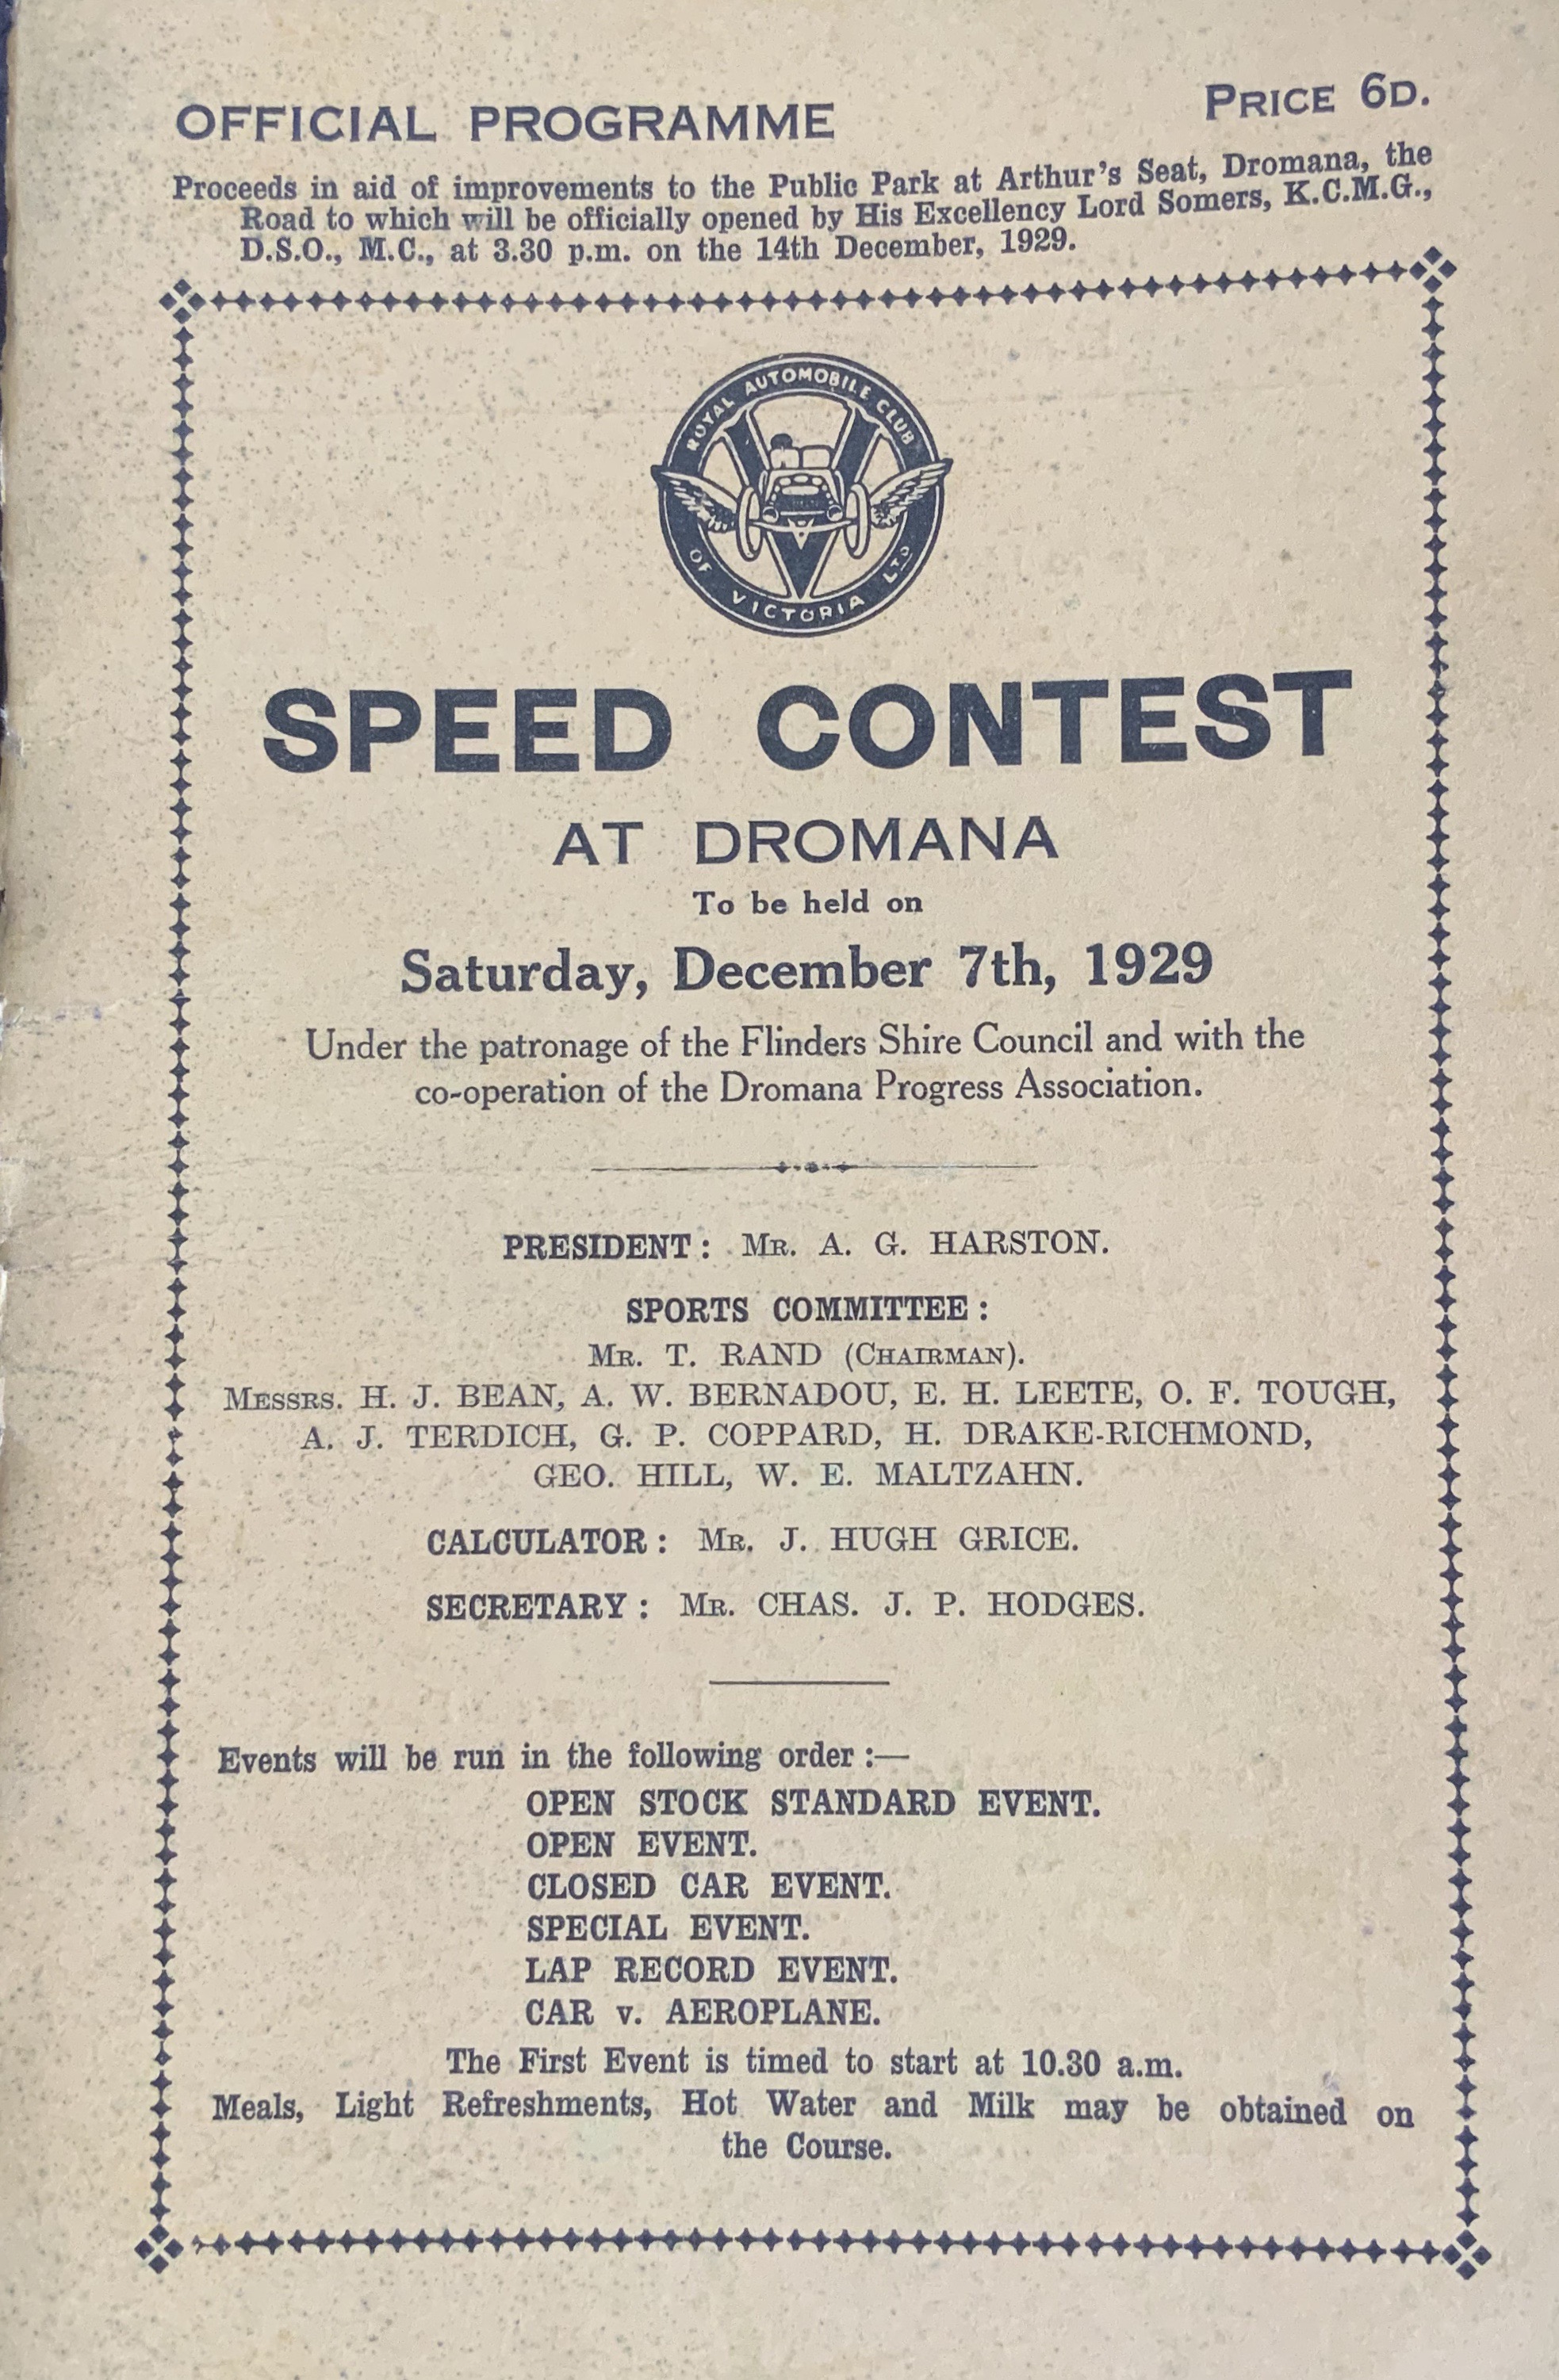 OFFICIAL PROGRAMME
PRICE 6D.
Proceeds in aid of improvements to the Public Park at Arthur's Seat, Dromana, the
Road to which will be officially opened by His Excellency Lord Somers, K.C.M.G.,
D.S.O., M.C., at 3.30 p.m. on the 14th December, 1929.
ROYAL AUTOMOBILE CLUB
OF VICTORIA LTD
SPEED CONTEST
AT DROMANA
To be held on
Saturday, December 7th, 1929
Under the patronage of the Flinders Shire Council and with the
co-operation of the Dromana Progress Association.
PRESIDENT: MR. A. G. HARSTON.
SPORTS COMMITTEE:
MR. T. RAND (CHAIRMAN).
MESSRS. H. J. BEAN, A. W. BERNADOU, E. H. LEETE, O. F. TOUGH,
A. J. TERDICH, G. P. COPPARD, H. DRAKE-RICHMOND,
GEO. HILL, W. E. MALTZAHN.
CALCULATOR: MR. J. HUGH GRICE.
SECRETARY: MR. CHAS. J. P. HODGES.
Events will be run in the following order:—
OPEN STOCK STANDARD EVENT.
OPEN EVENT.
CLOSED CAR EVENT.
SPECIAL EVENT.
LAP RECORD EVENT.
CAR v. AEROPLANE.
The First Event is timed to start at 10.30 a.m.
Meals, Light Refreshments, Hot Water and Milk may be obtained on
the Course.